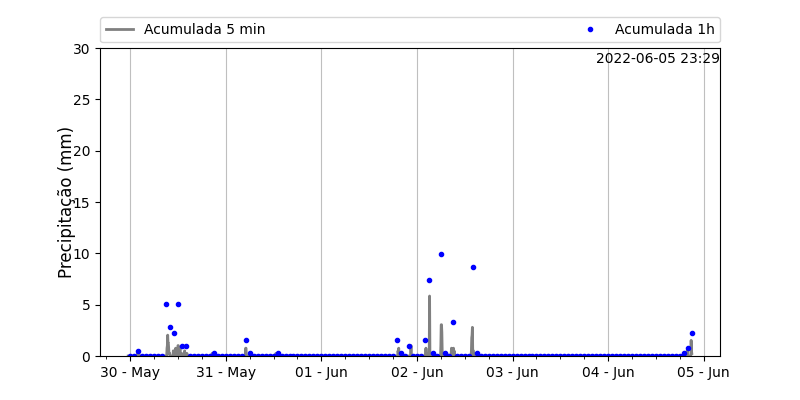 Acumulada 5 min
Acumulada 1h
2022-06-05 23:29
Precipitação (mm)
30
25
20
15
10
5
0
30 - May
31 - May
01 - Jun
02 - Jun
03 - Jun
04 - Jun
05 - Jun